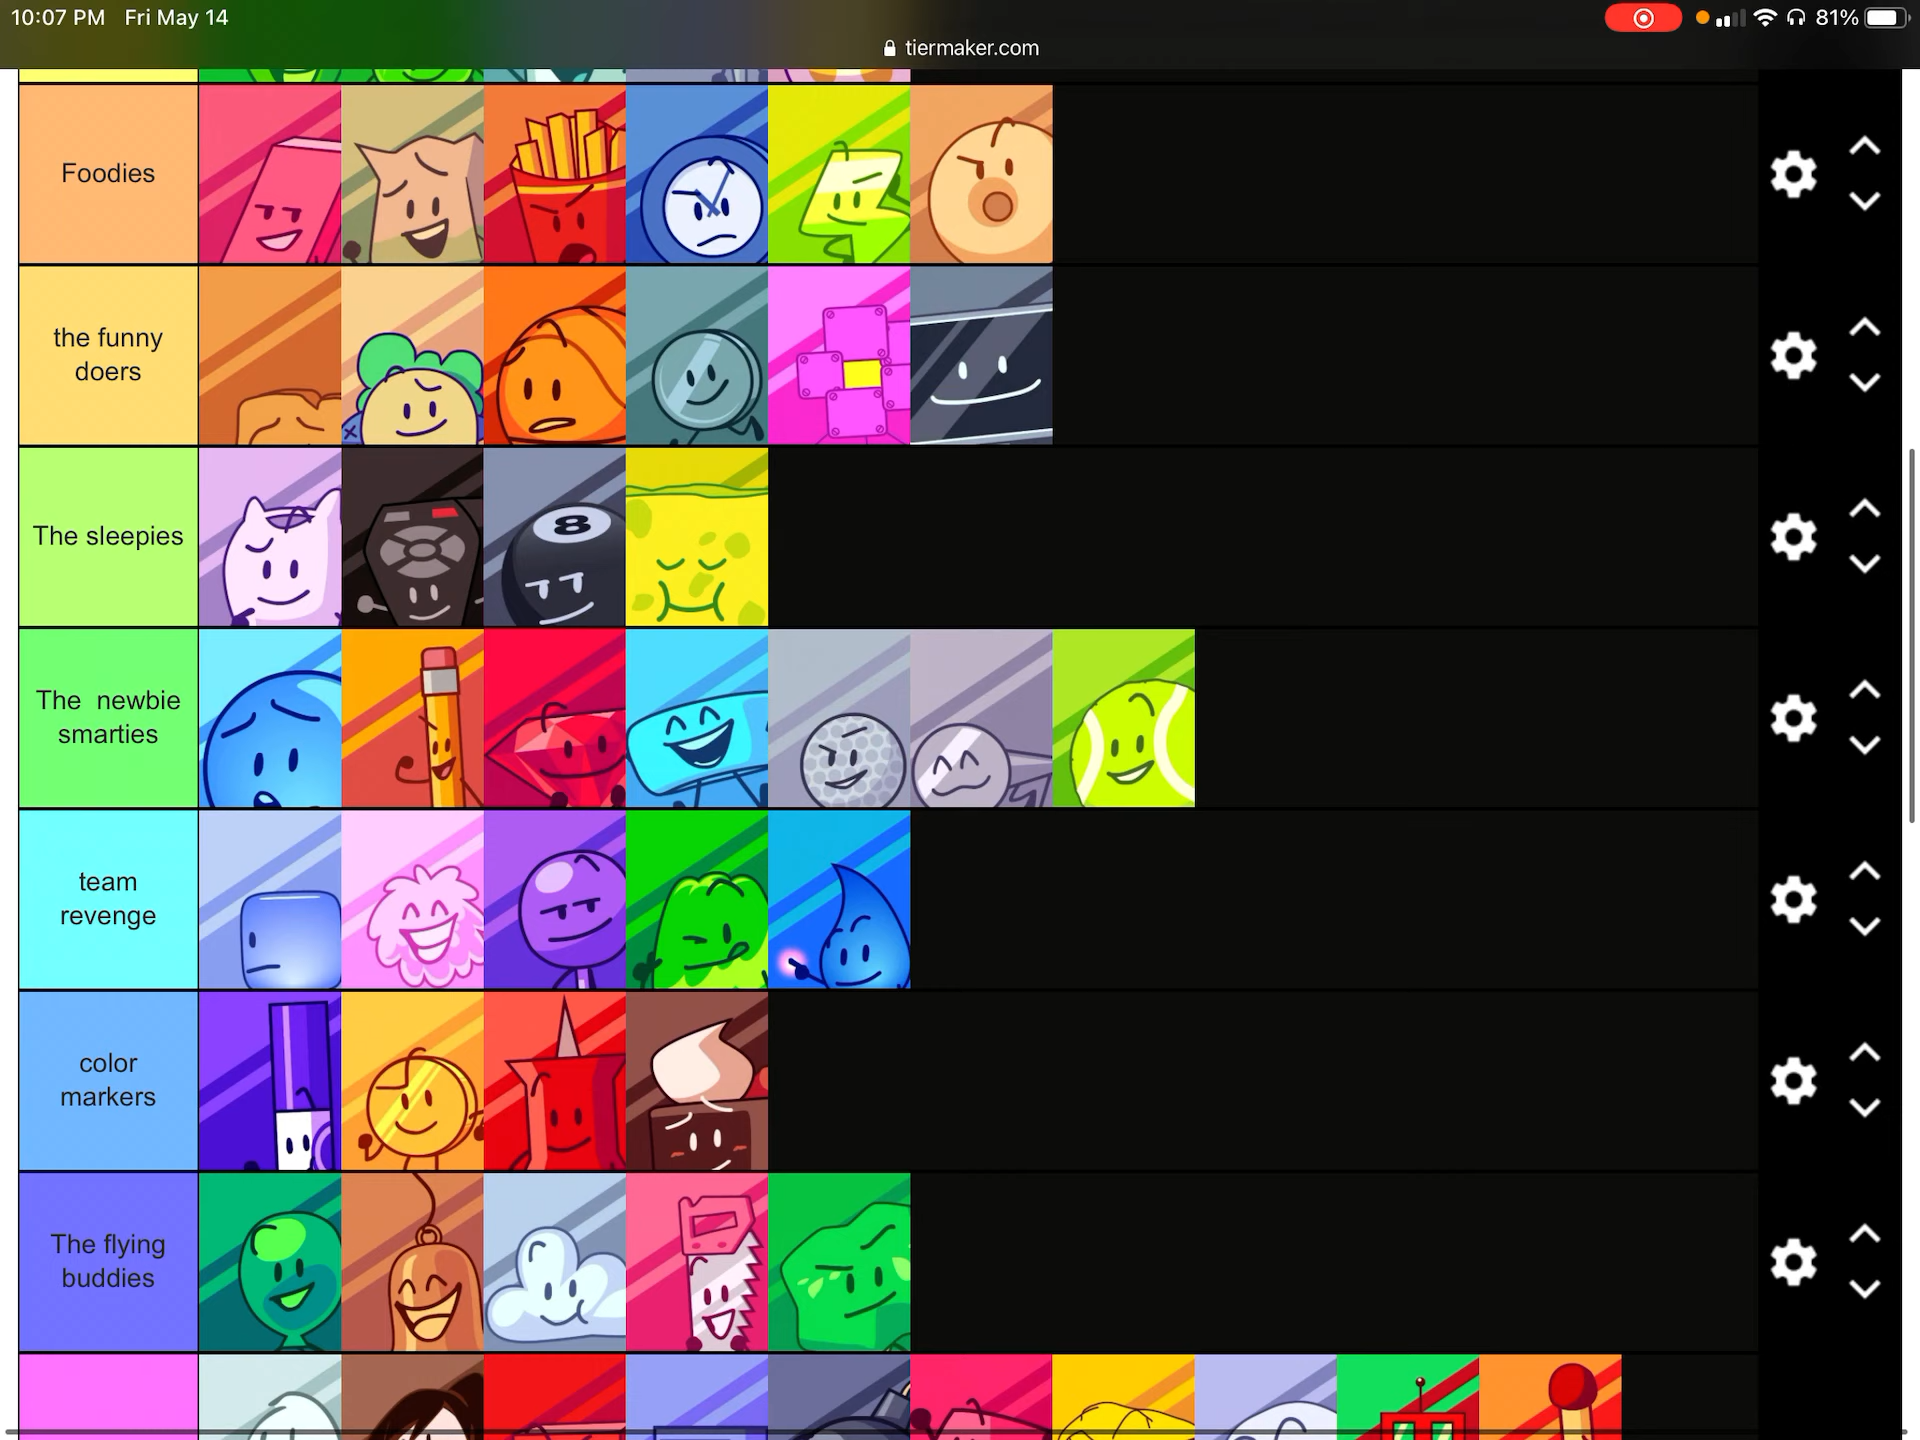 10:07 PM Fri May 14
81%
tiermaker.com
Foodies
the funny
doers
The sleepies
8
The newbie
smarties
team
revenge
color
markers
The flying
buddies